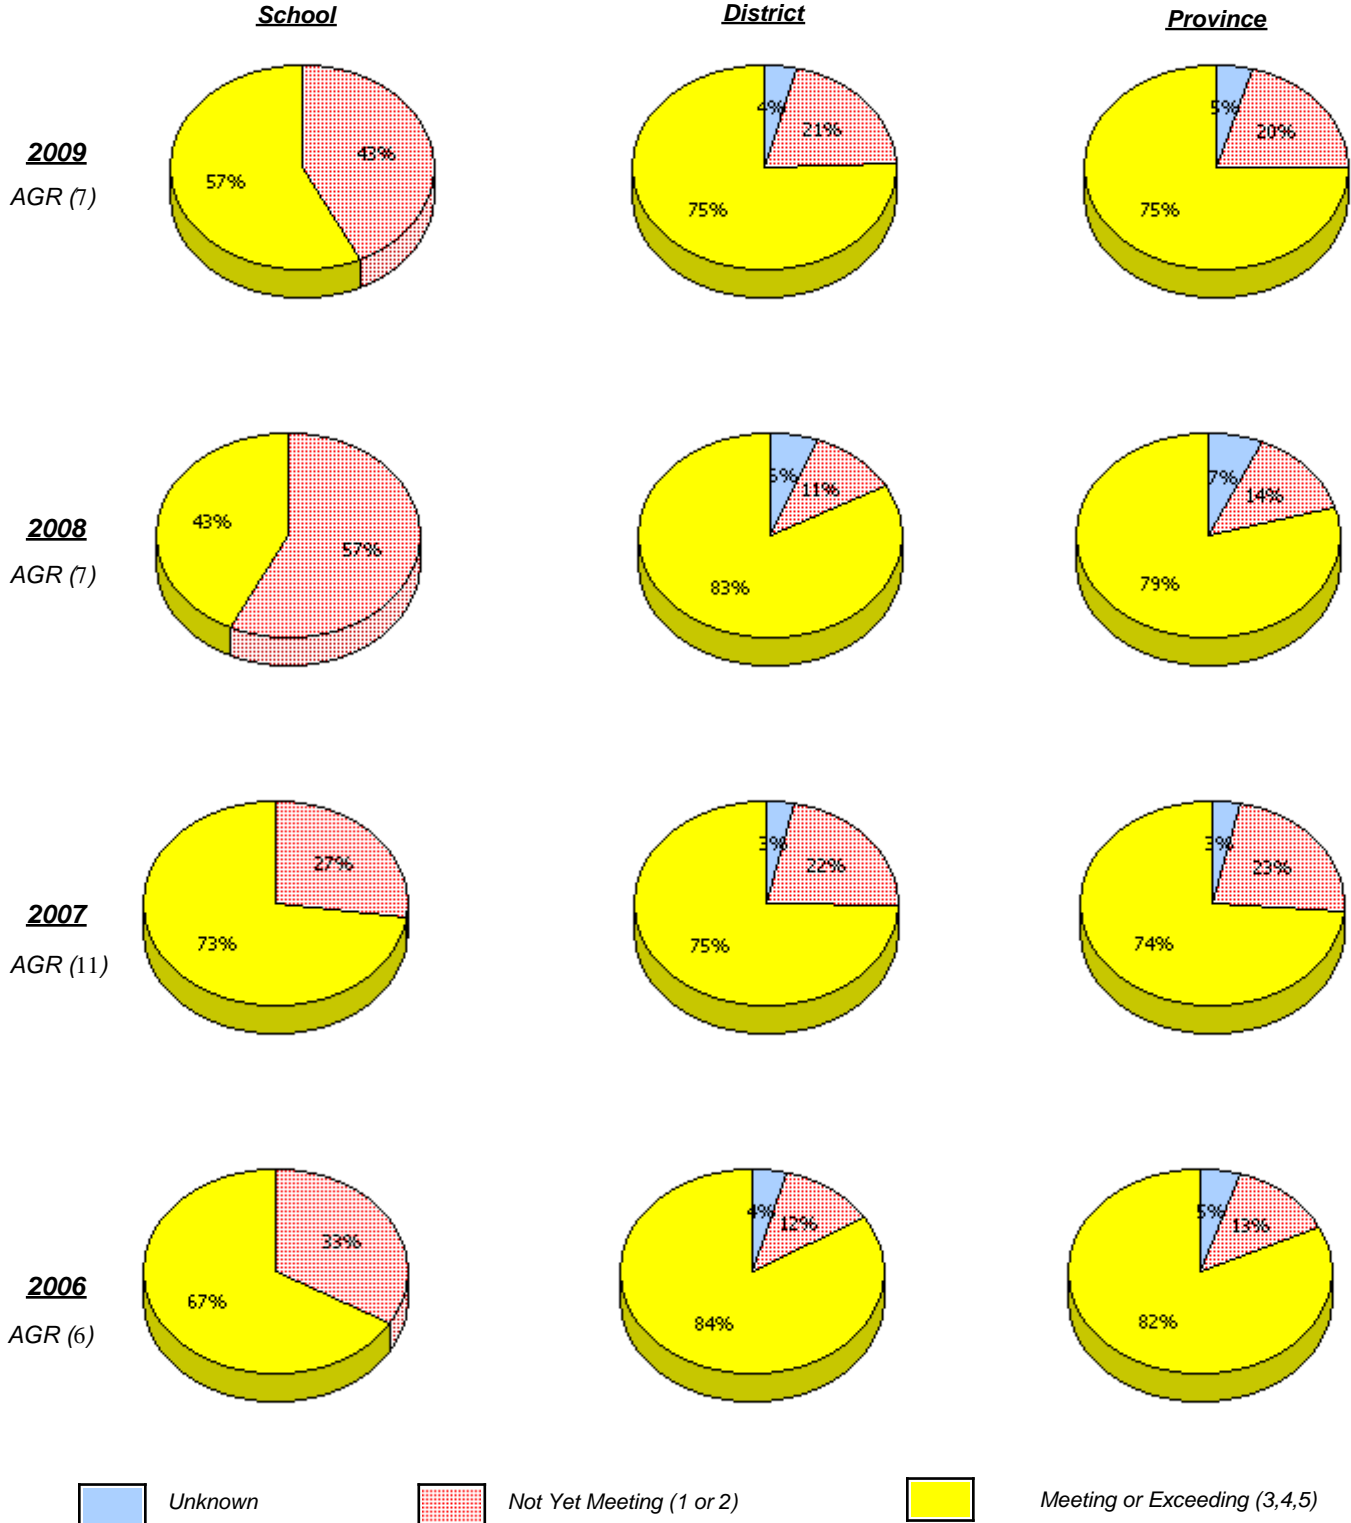 School District Province
4% 5%
21% 20%
2009
43%
57%
AGR (7)
75% 75%
7%
11% 14%
43%
2008
57%
AGR (7)
83% 79%
3% 3%
27% 22% 23%
2007
73% 75% 74%
AGR (11)
4% 5%
12% 13%
33%
2006
67%
84% 82%
AGR (6)
Unknown Not Yet Meeting (1 or 2) Meeting or Exceeding (3,4,5)